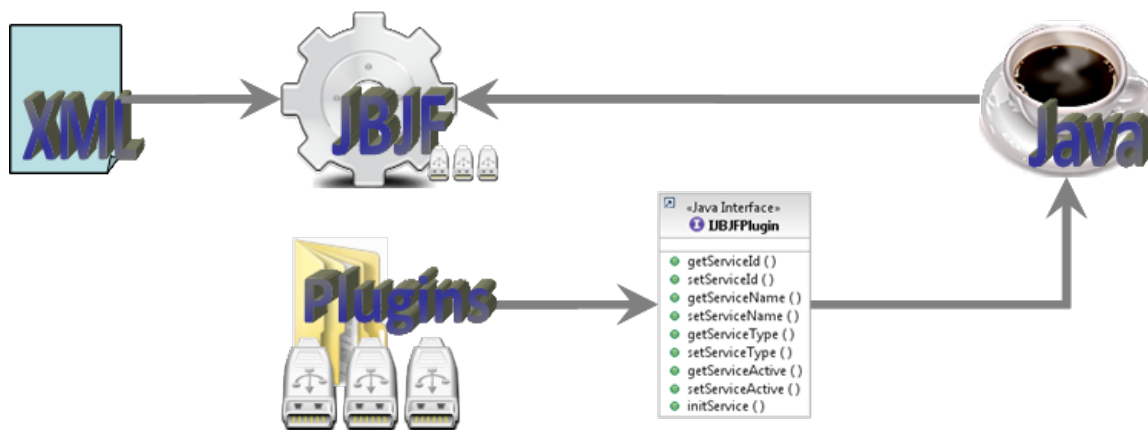 XML
JBJF
Java
«Java Interface»
IJBJFPlugin
getServiceId ( )
setServiceId ( )
getServiceName ( )
setServiceName ( )
getServiceType ( )
setServiceType ( )
getServiceActive ( )
setServiceActive ( )
initService ( )
Plugins